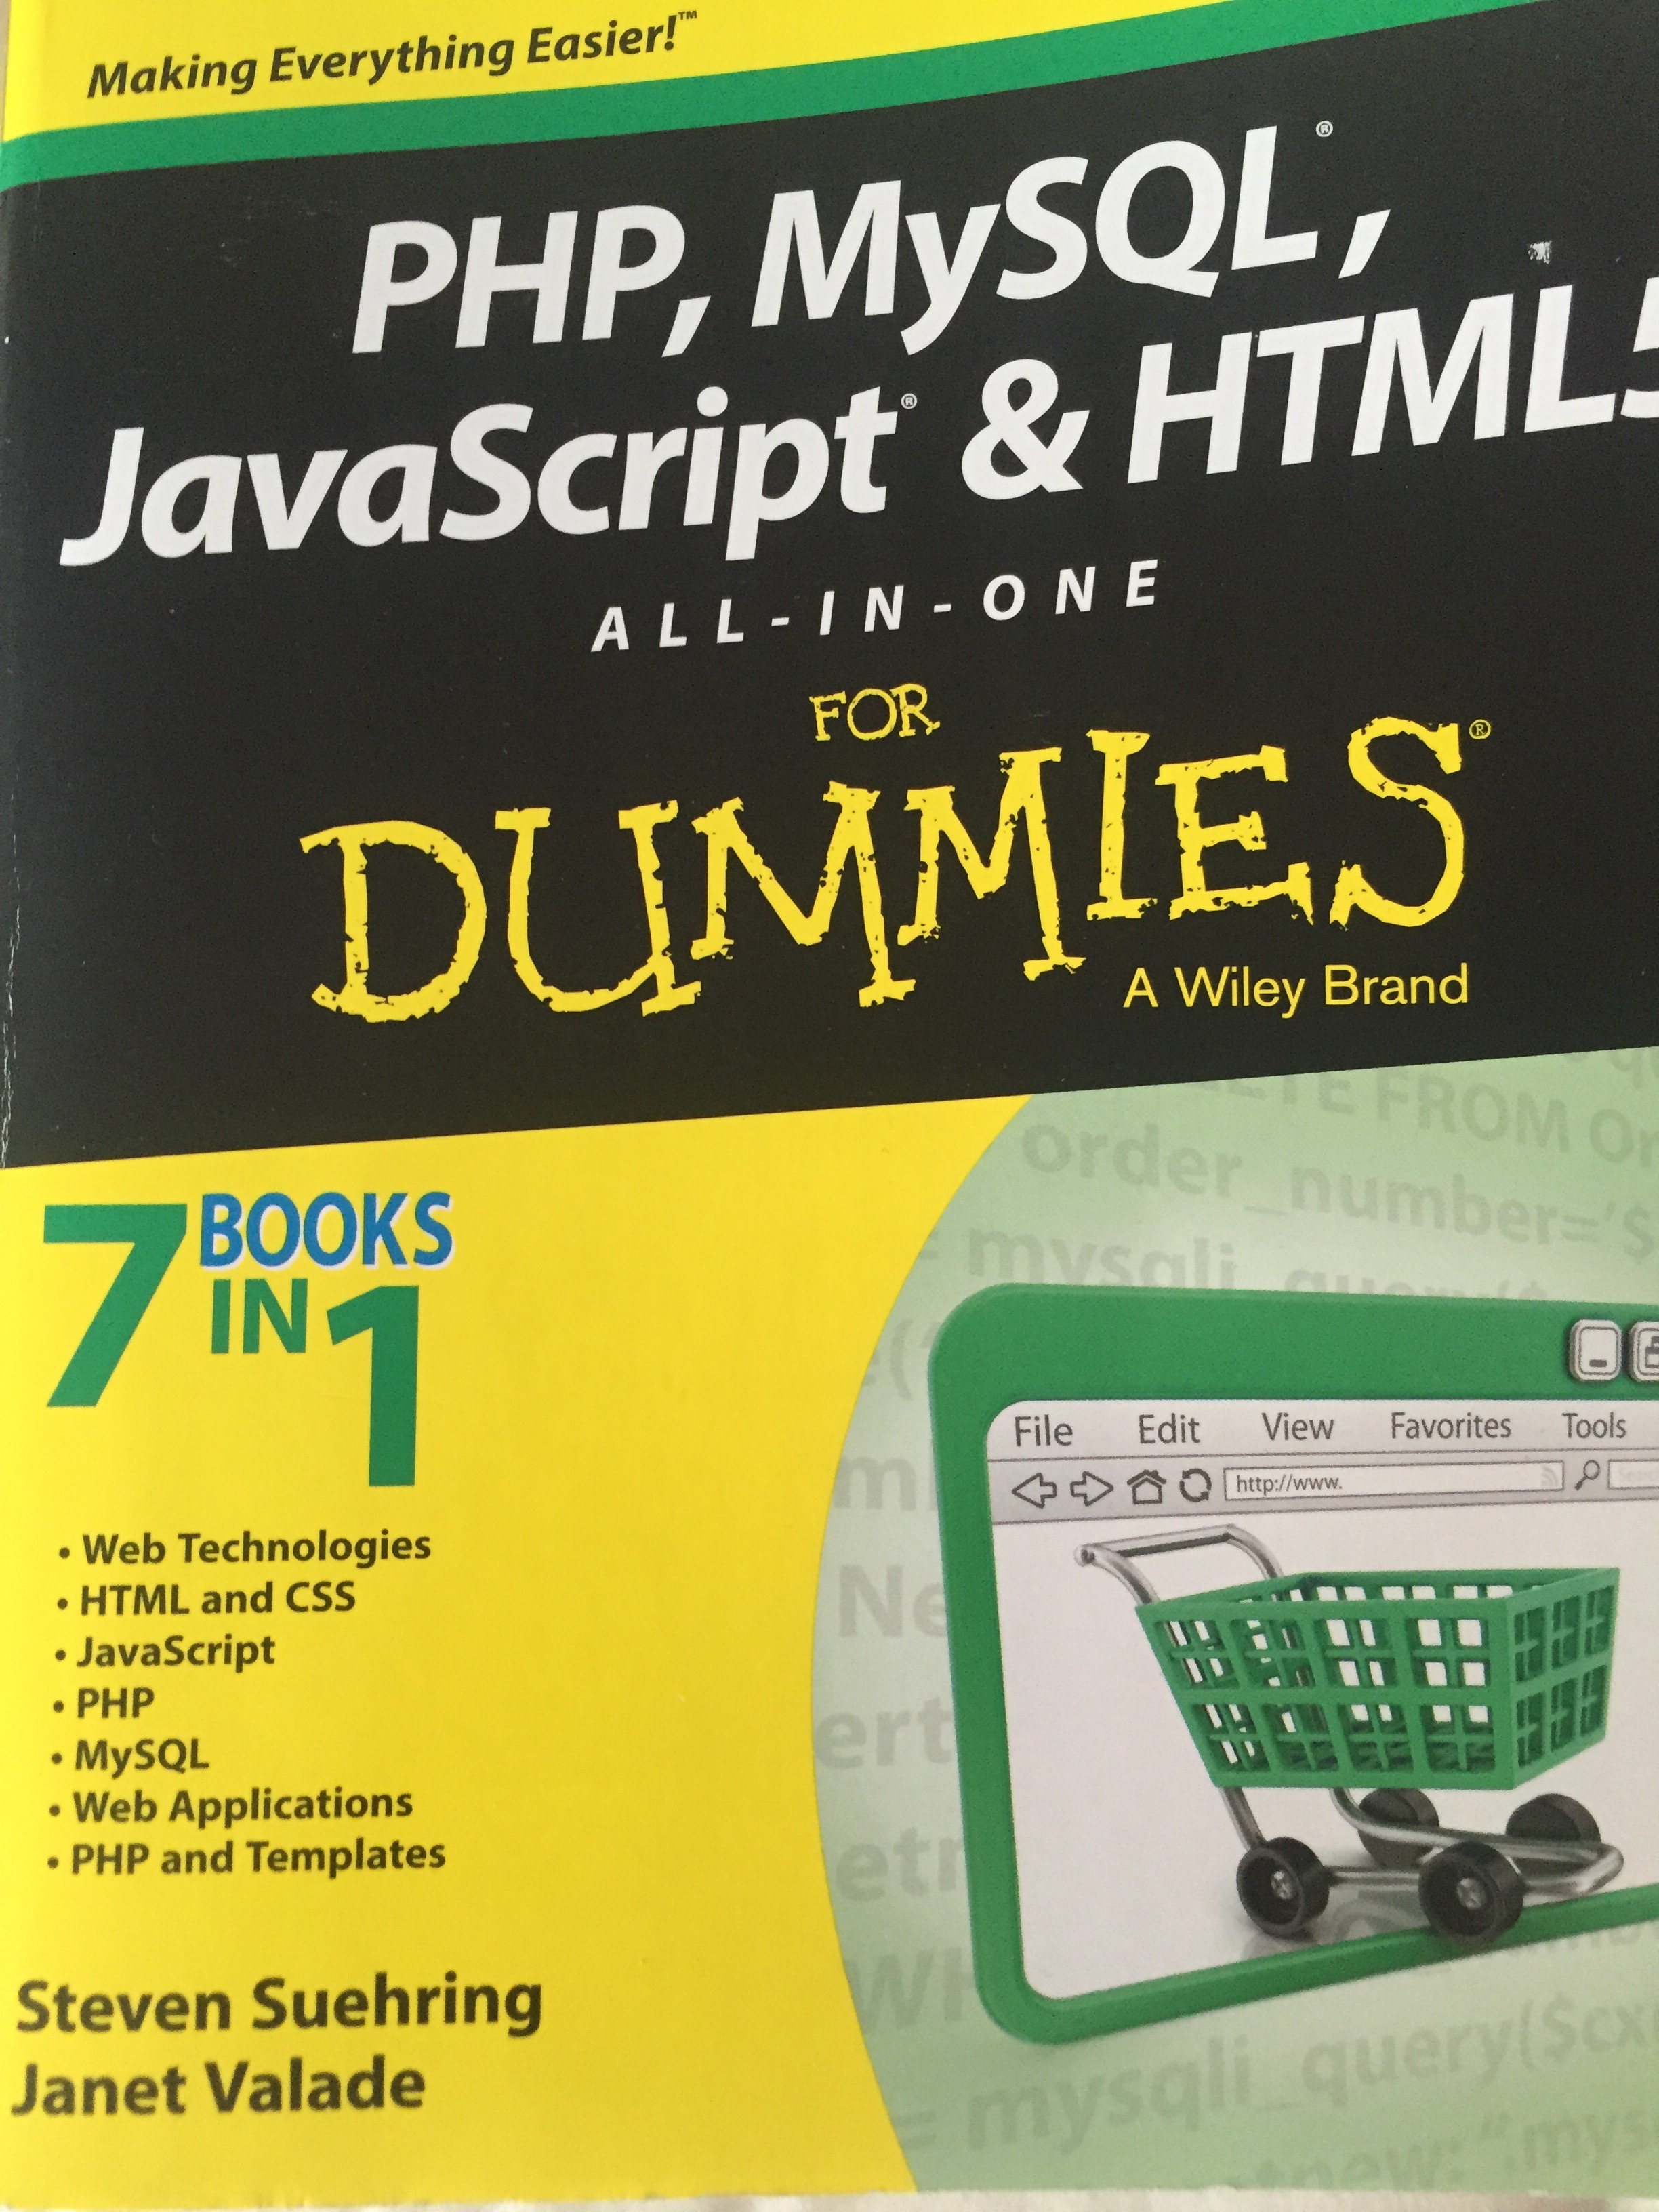 Making Everything Easier!™
PHP, MySQL®,
JavaScript® & HTML5
ALL-IN-ONE
FOR
DUMMIES®
A Wiley Brand
7 BOOKS
IN 1
• Web Technologies
• HTML and CSS
• JavaScript
• PHP
• MySQL
• Web Applications
• PHP and Templates
Steven Suehring
Janet Valade
FROM
order_number='$
= mysqli_query('$
File Edit View Favorites Tools
http://www.
= mysqli_query($cx